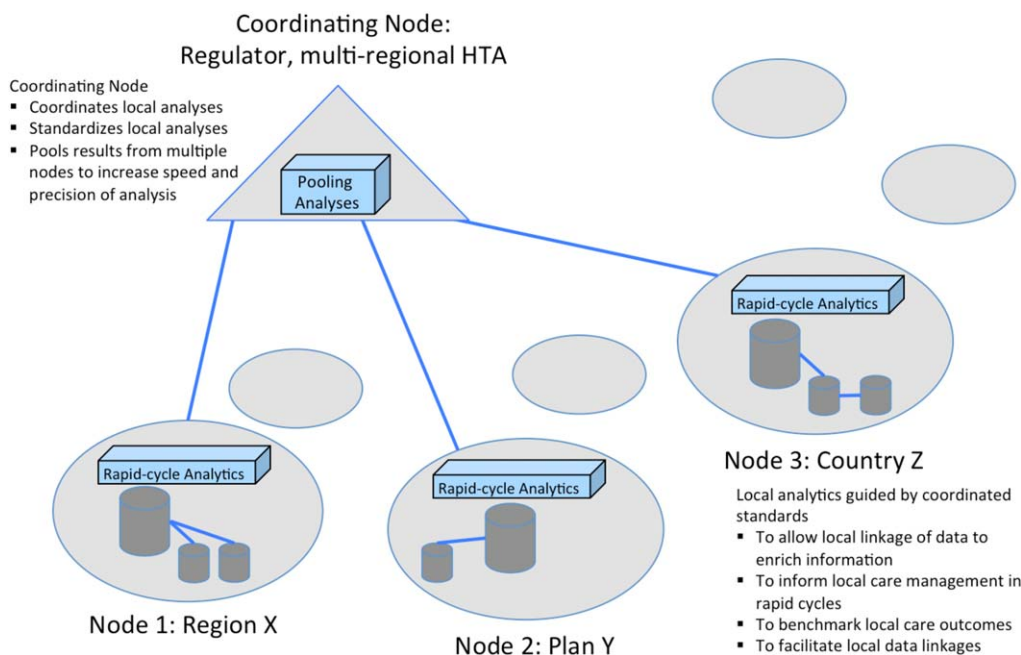 Coordinating Node:
Regulator, multi-regional HTA
Coordinating Node
▪ Coordinates local analyses
▪ Standardizes local analyses
▪ Pools results from multiple
nodes to increase speed and
precision of analysis
Pooling
Analyses
Rapid-cycle Analytics
Rapid-cycle Analytics
Rapid-cycle Analytics
Node 1: Region X
Node 2: Plan Y
Node 3: Country Z
Local analytics guided by coordinated
standards
▪ To allow local linkage of data to
enrich information
▪ To inform local care management in
rapid cycles
▪ To benchmark local care outcomes
▪ To facilitate local data linkages